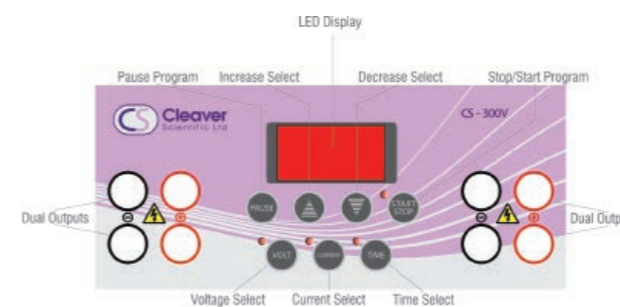 LED Display
Pause Program Increase Select Decrease Select Stop/Start Program
CS Cleaver
Scientific Ltd
CS - 300V
PAUSE START
STOP
Dual Outputs
Dual Outp
VOLT CURRENT TIME
Voltage Select Current Select Time Select